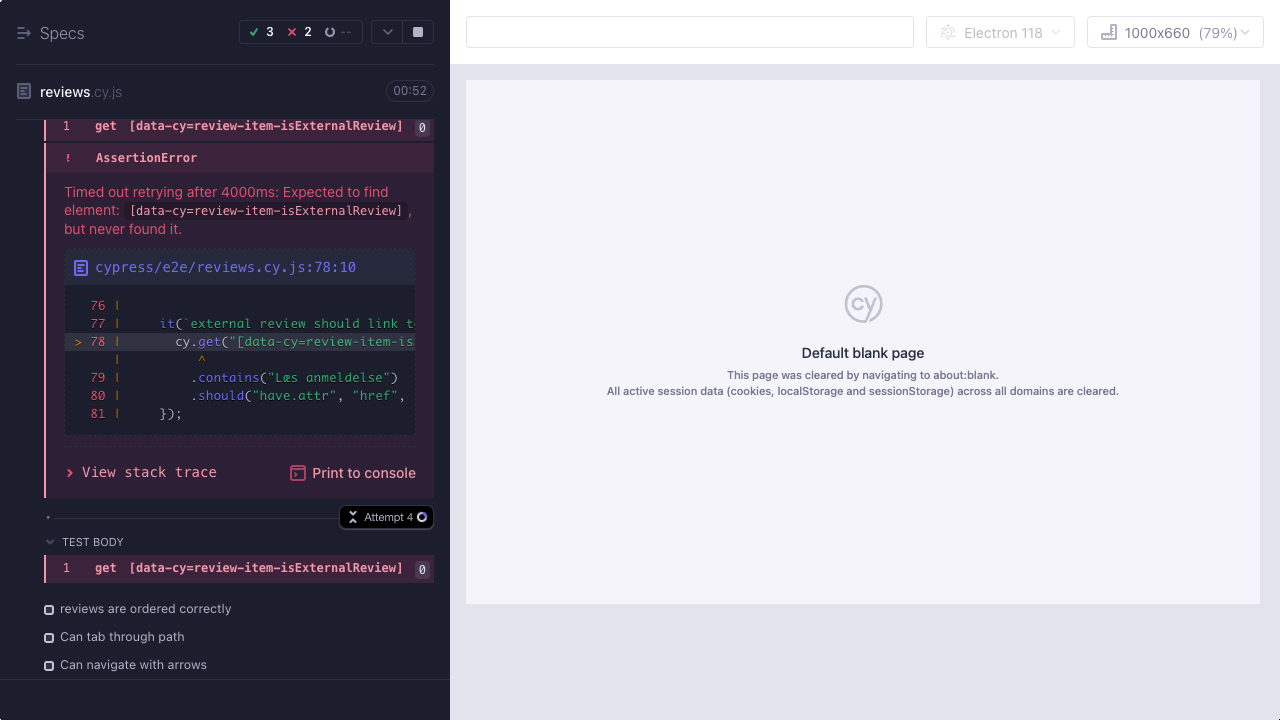 Specs
3 2 --
reviews.cy.js 00:52
1 get [data-cy=review-item-isExternalReview] 0
! AssertionError
Timed out retrying after 4000ms: Expected to find
element: [data-cy=review-item-isExternalReview],
but never found it.
cypress/e2e/reviews.cy.js:78:10
76 |
77 | it(`external review should link t
> 78 | cy.get("[data-cy=review-item-is
| ^
79 | .contains("Læs anmeldelse")
80 | .should("have.attr", "href",
81 | });
> View stack trace
Print to console
Attempt 4
TEST BODY
1 get [data-cy=review-item-isExternalReview] 0
reviews are ordered correctly
Can tab through path
Can navigate with arrows
Electron 118
1000x660 (79%)
cy
Default blank page
This page was cleared by navigating to about:blank.
All active session data (cookies, localStorage and sessionStorage) across all domains are cleared.